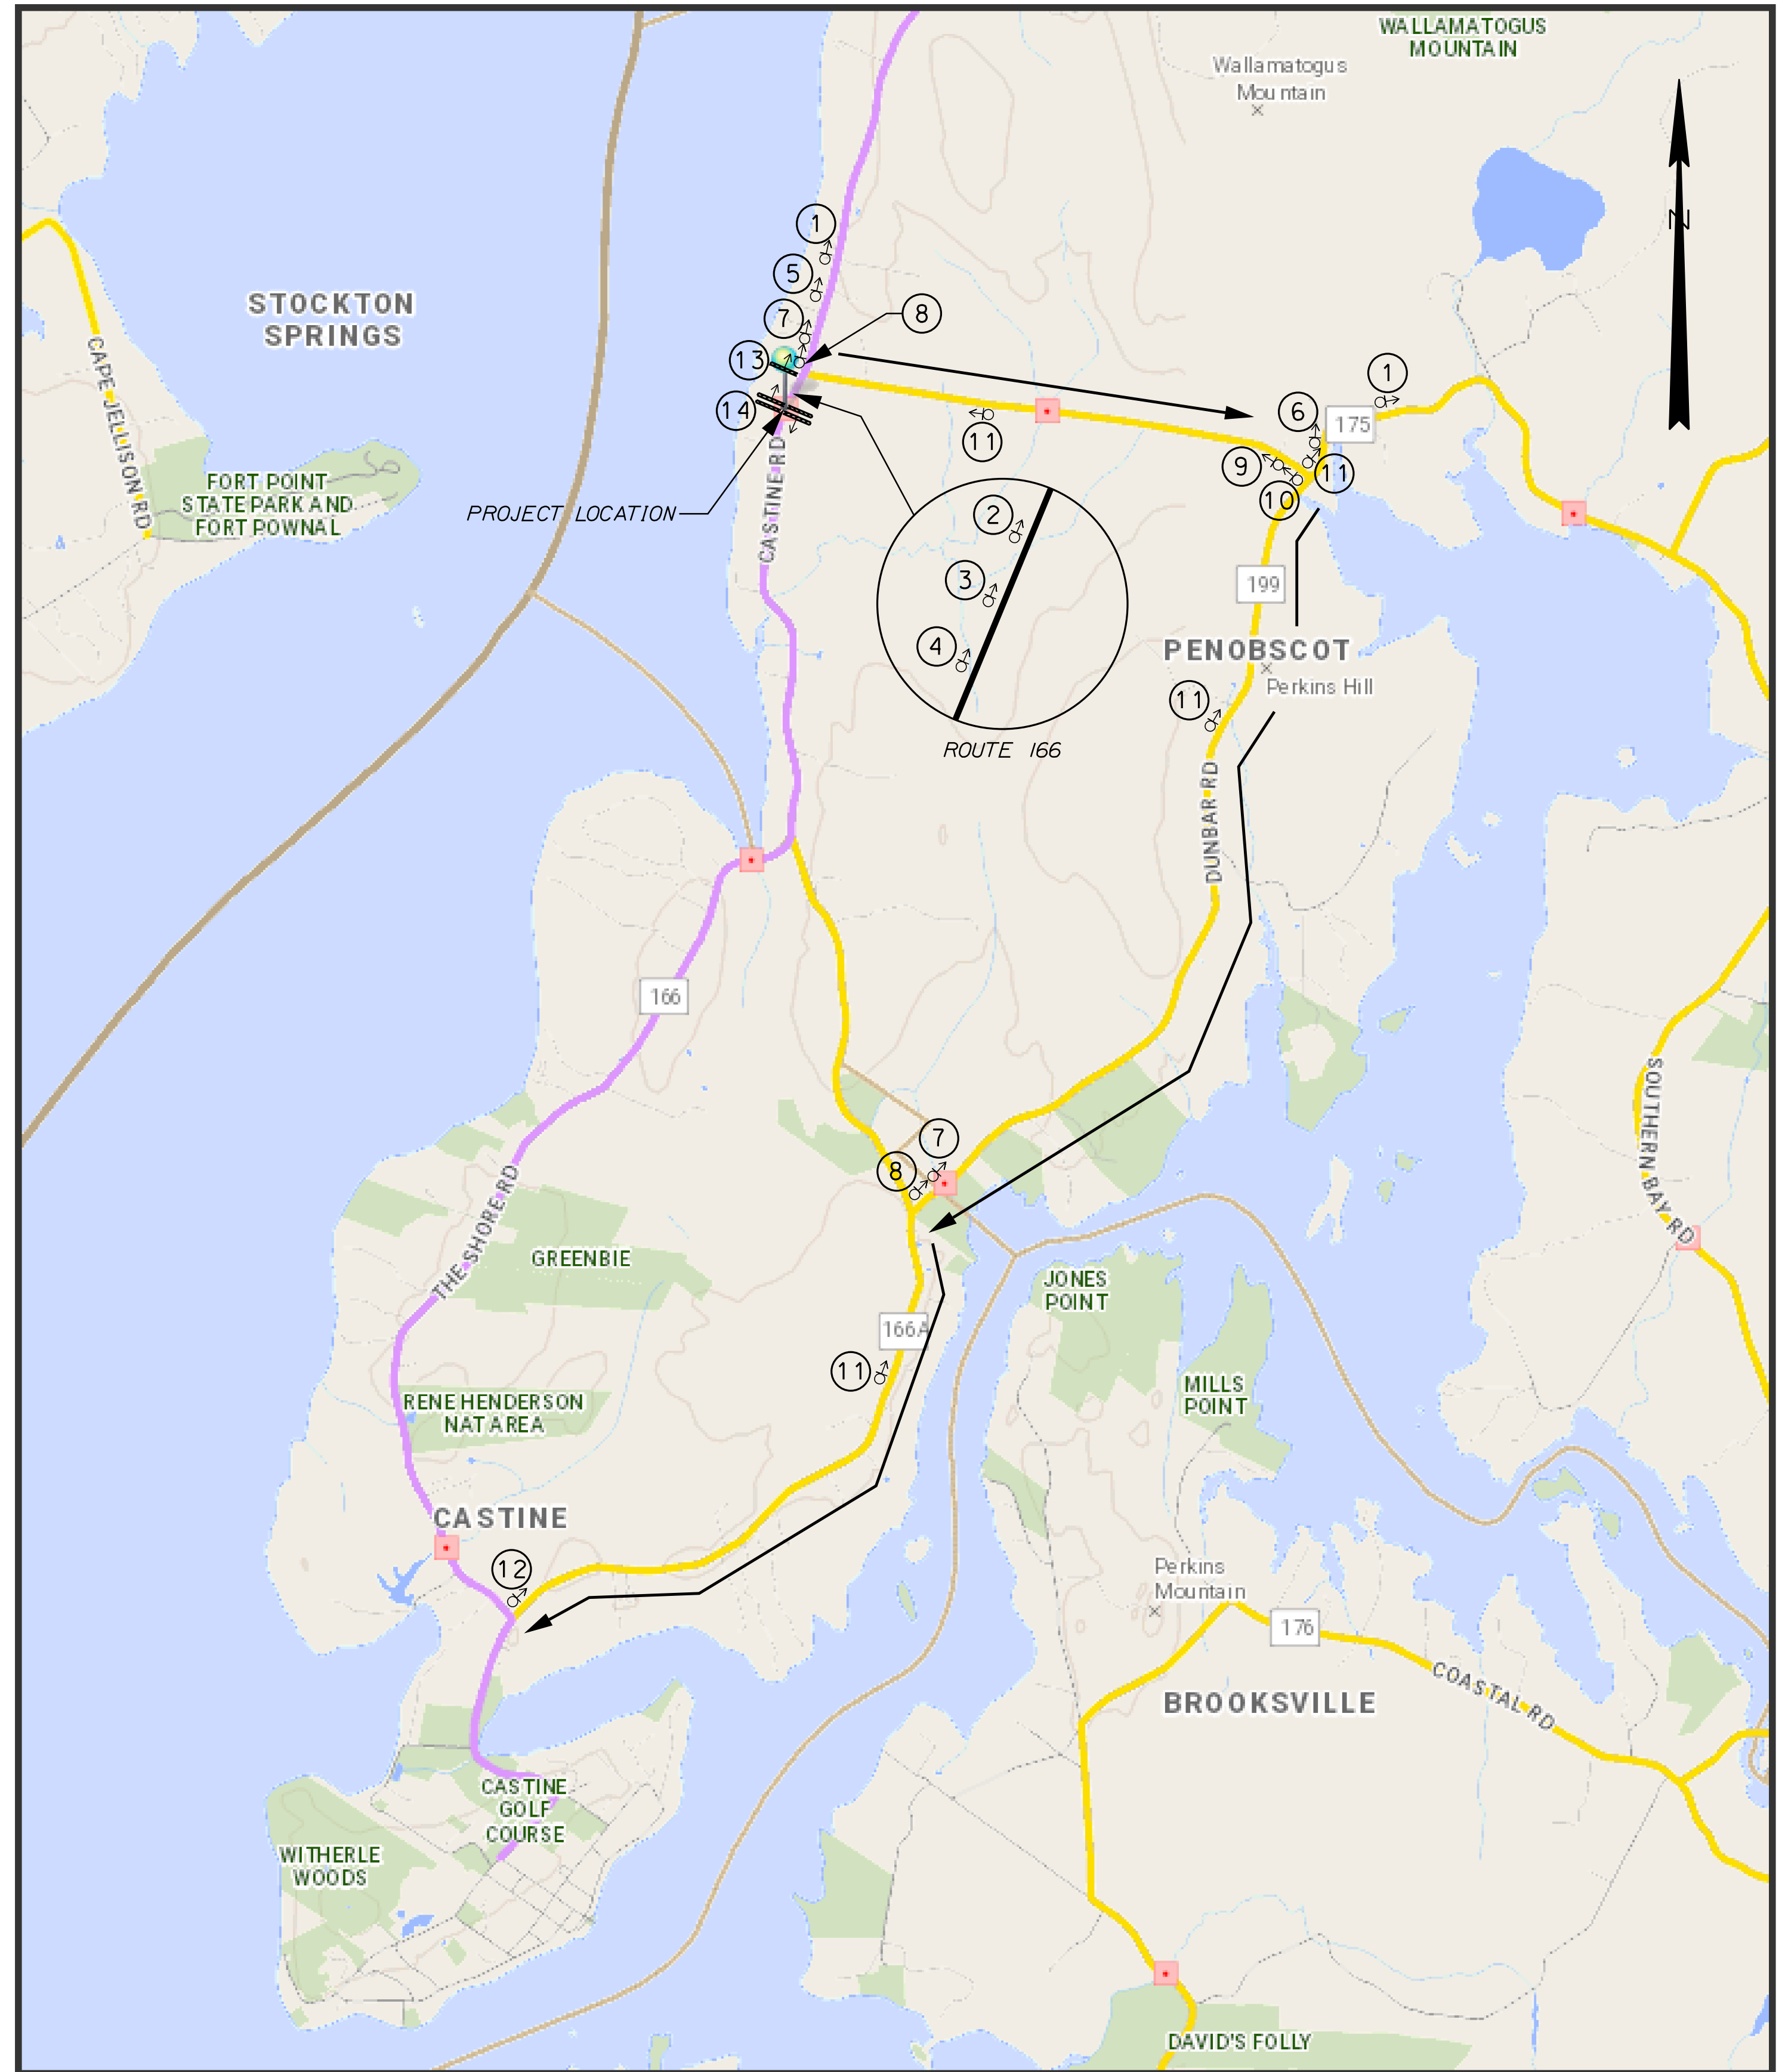 WALLAMATOGUS
MOUNTAIN
Wallamatogus
Mountain
N
1
5
7
8
13
14
STOCKTON
SPRINGS
CAPE JELLISON RD
FORT POINT
STATE PARK AND
FORT POWNAL
PROJECT LOCATION
CASTINE RD
11
1
6
175
9
11
10
2
3
4
ROUTE 166
199
PENOBSCOT
Perkins Hill
11
DUNBAR RD
166
7
8
SOUTHERN BAY RD
THE SHORE RD
GREENBIE
JONES
POINT
166A
11
MILLS
POINT
RENE HENDERSON
NAT AREA
CASTINE
12
Perkins
Mountain
176
COASTAL RD
BROOKSVILLE
CASTINE
GOLF
COURSE
WITHERLE
WOODS
DAVID'S FOLLY